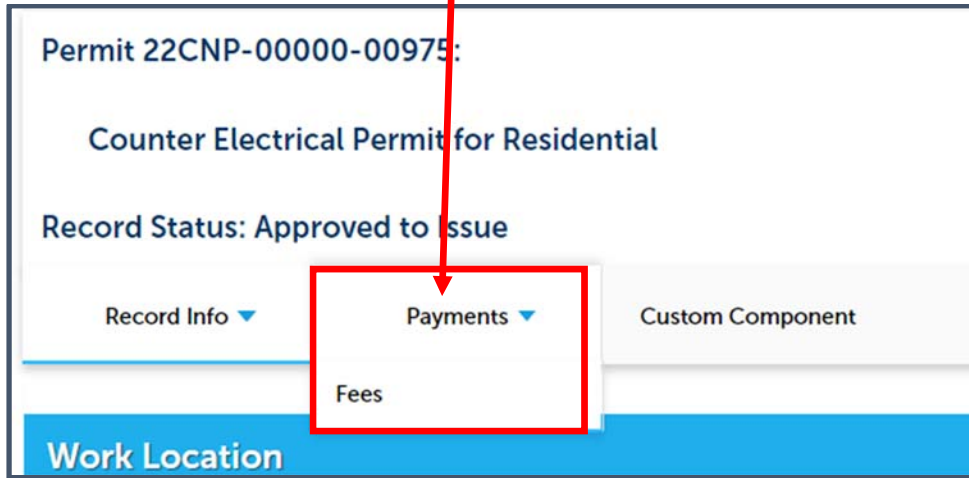 Permit 22CNP-00000-00975:
Counter Electrical Permit for Residential
Record Status: Approved to Issue
Record Info Payments Custom Component
Fees
Work Location